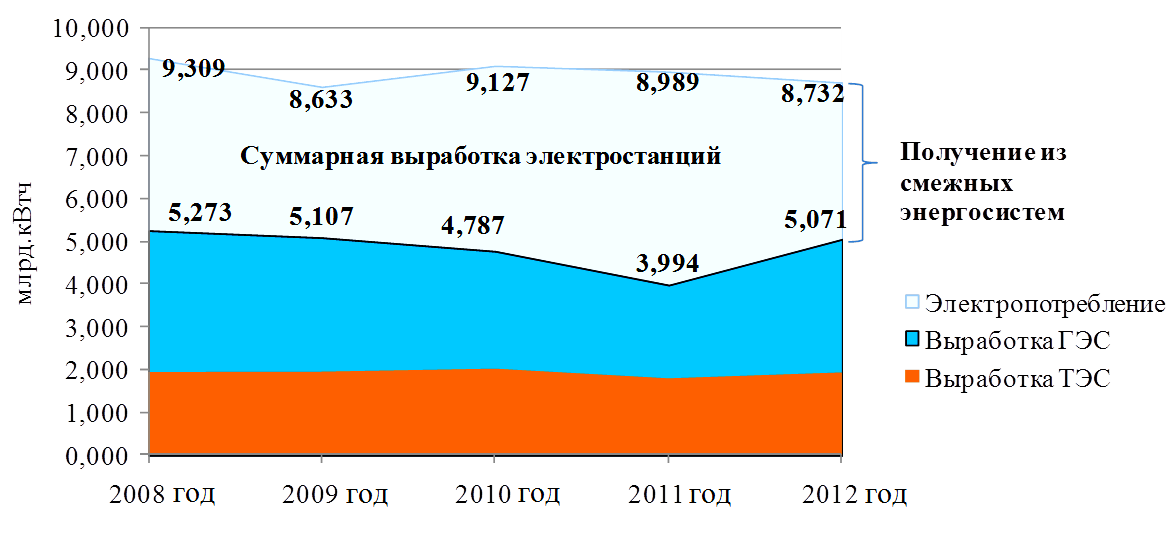 млрд.кВтч
10,000
9,000
8,000
7,000
6,000
5,000
4,000
3,000
2,000
1,000
0,000
9,309
8,633
9,127
8,989
8,732
Суммарная выработка электростанций
5,273
5,107
4,787
3,994
5,071
2008 год
2009 год
2010 год
2011 год
2012 год
Получение из
смежных
энергосистем
Электропотребление
Выработка ГЭС
Выработка ТЭС